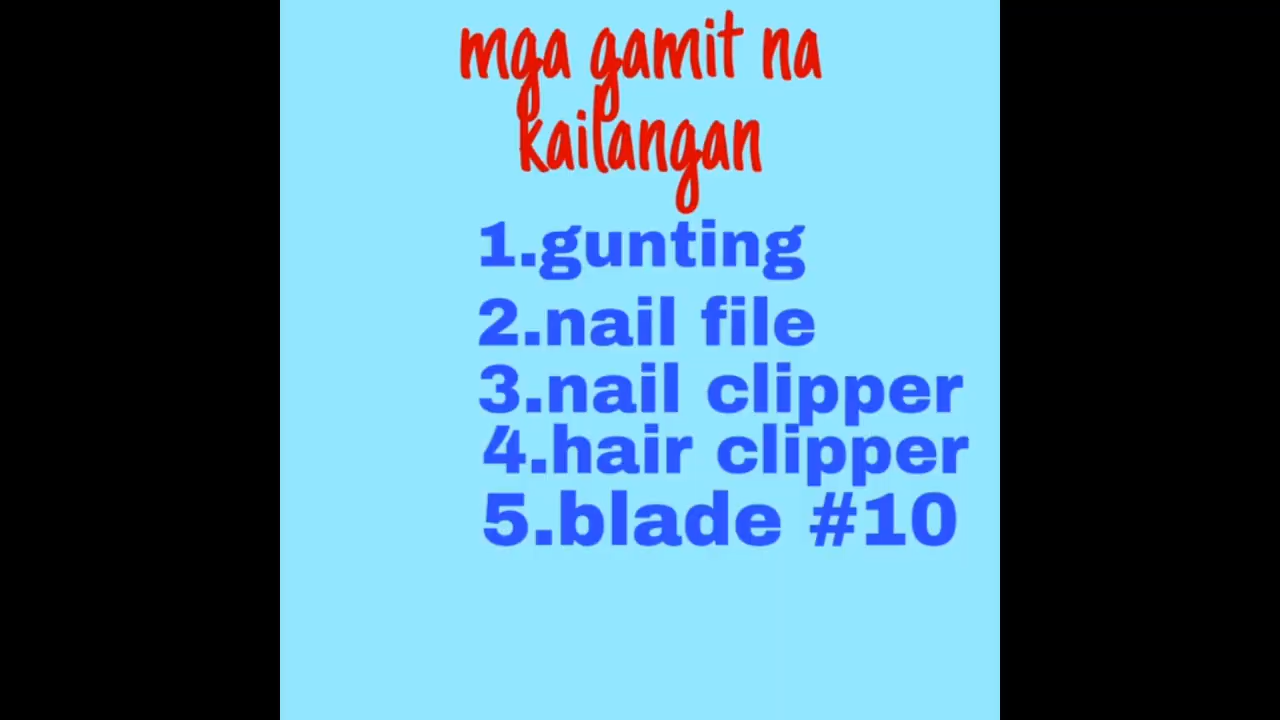 mga gamit na
kailangan
1.gunting
2.nail file
3.nail clipper
4.hair clipper
5.blade #10